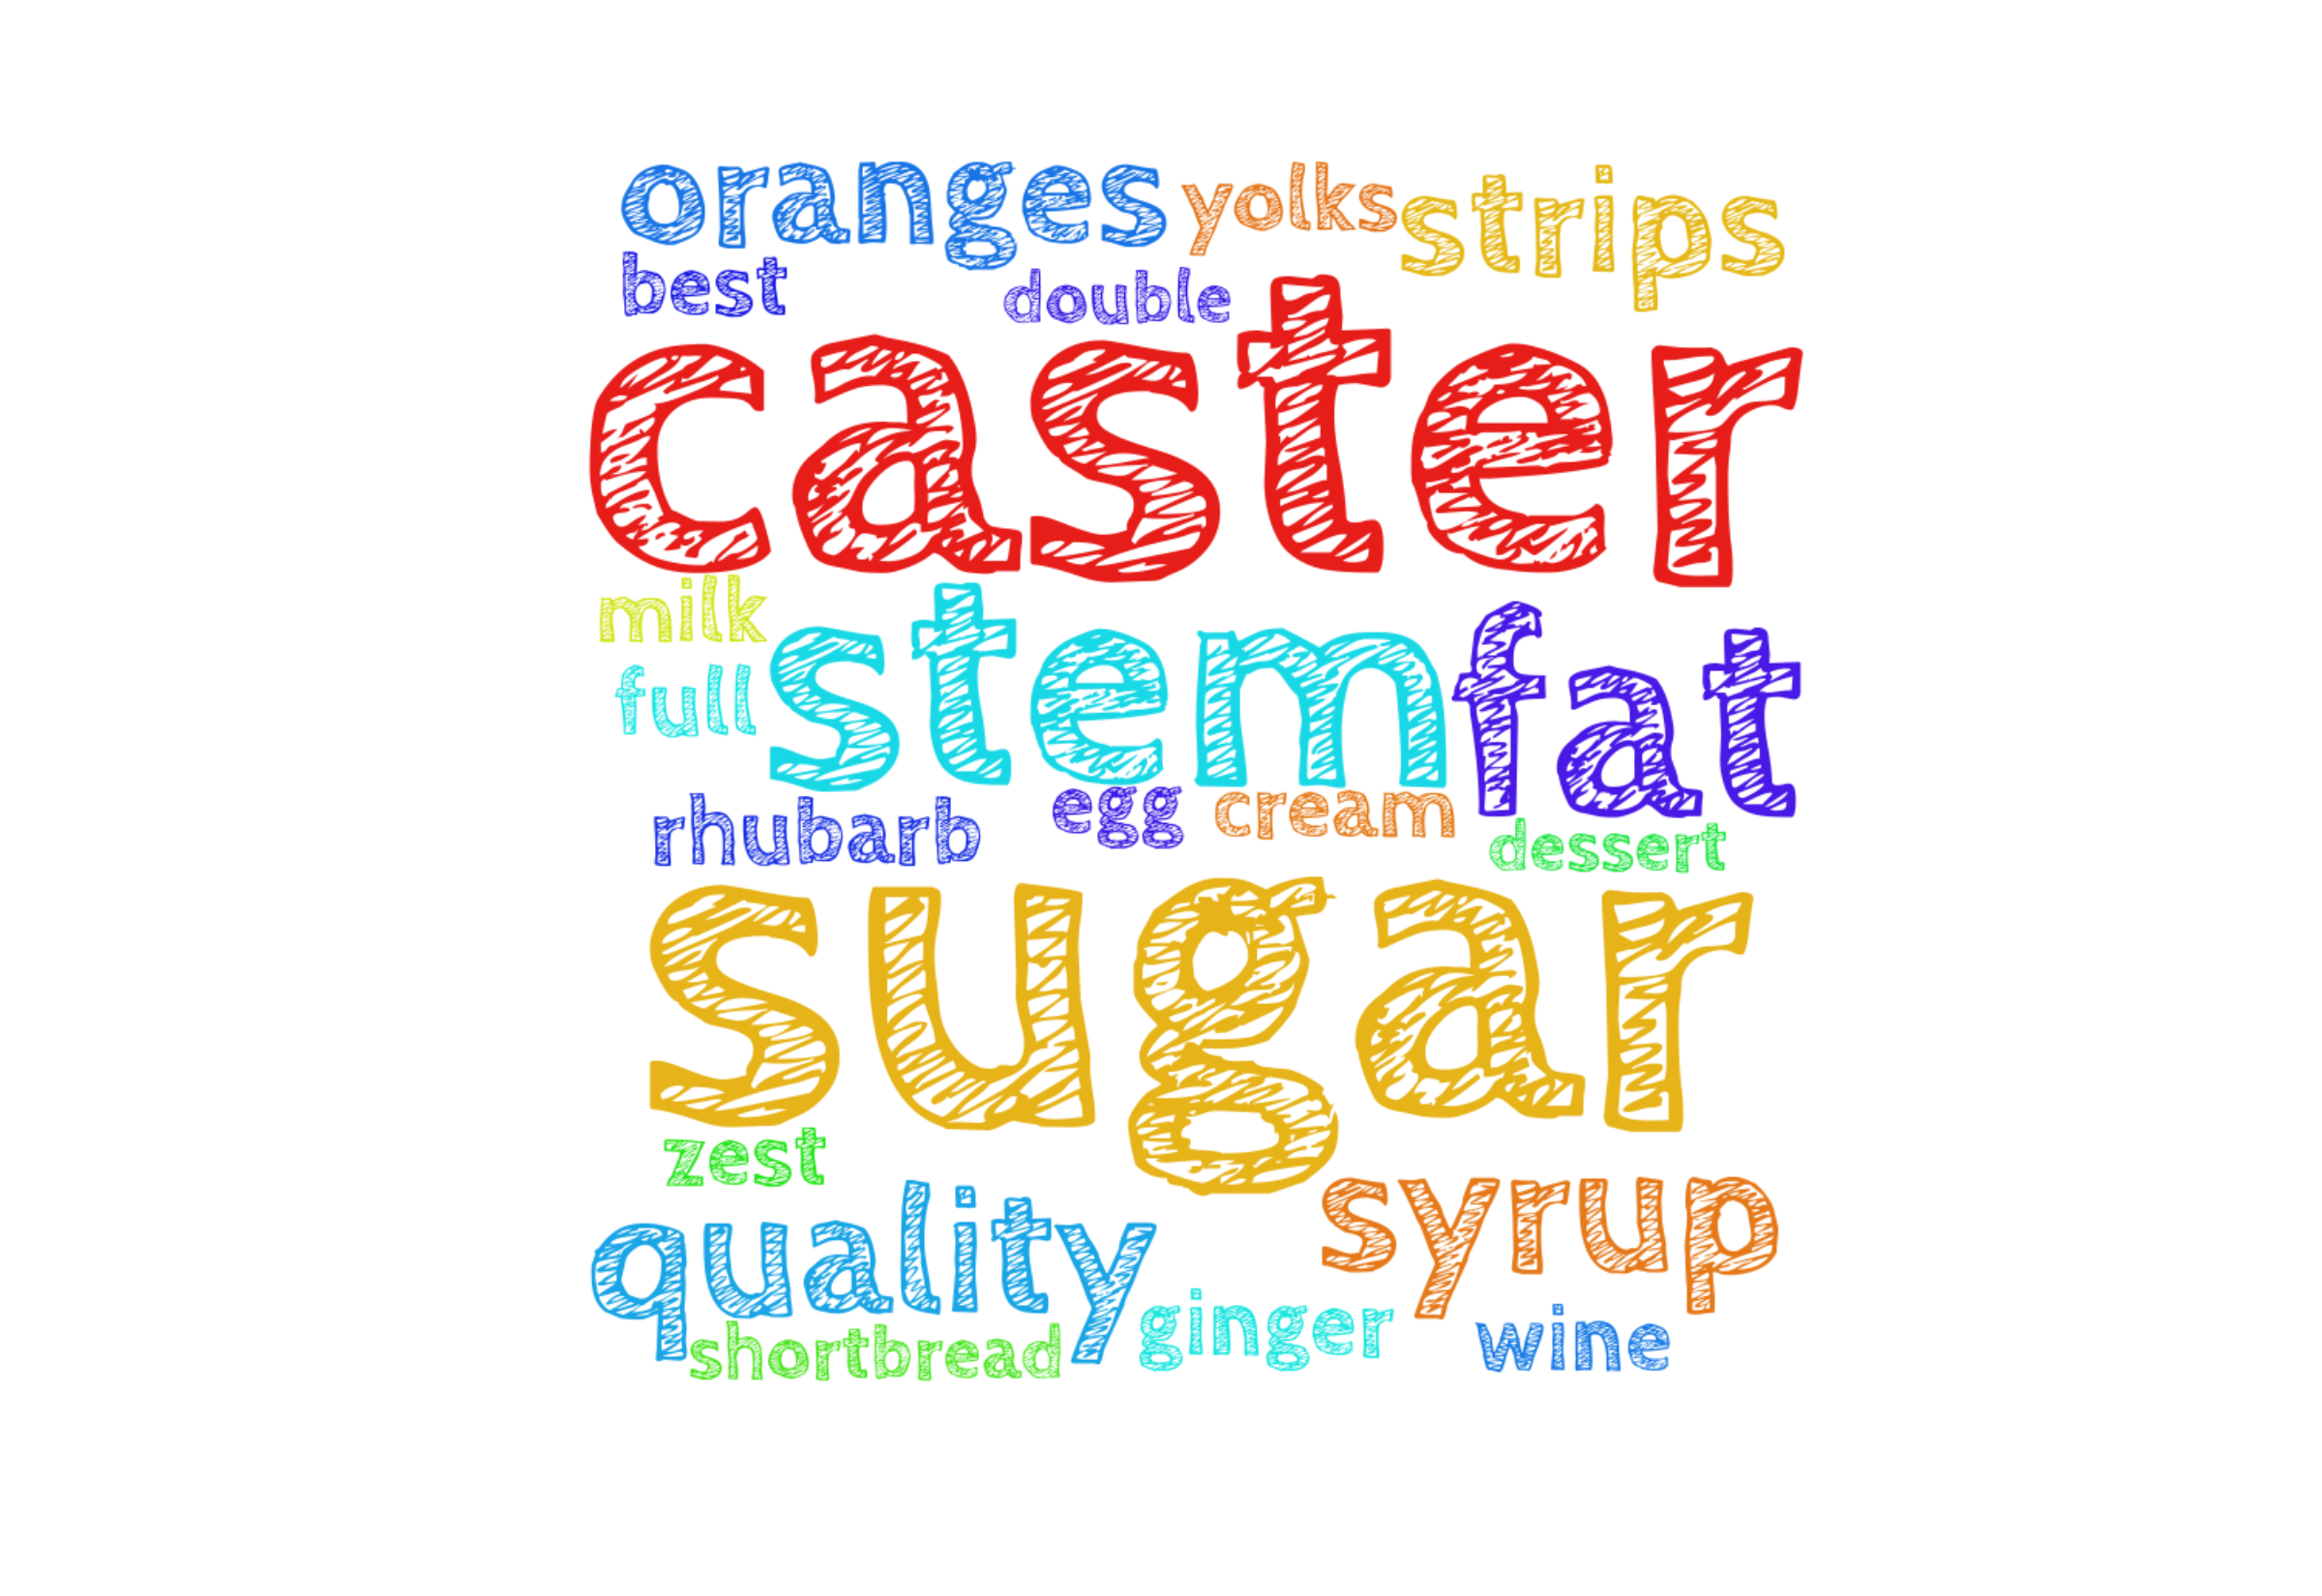 oranges yolks strips
best double
caster
milk
stem fat
full
rhubarb egg cream dessert
sugar
zest
quality syrup
shortbread ginger wine